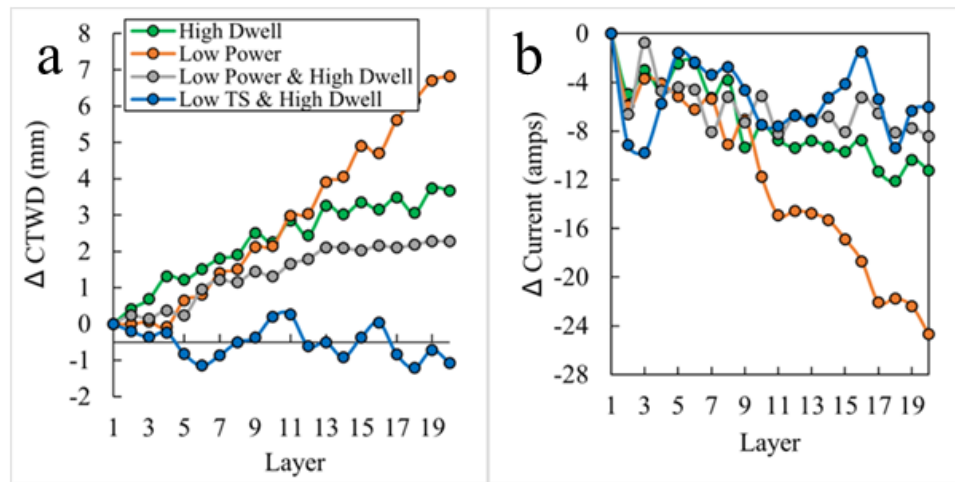 a
Δ CTWD (mm)
8
7
6
5
4
3
2
1
0
-1
-2
High Dwell
Low Power
Low Power & High Dwell
Low TS & High Dwell
1 3 5 7 9 11 13 15 17 19
Layer
b
Δ Current (amps)
0
-4
-8
-12
-16
-20
-24
-28
1 3 5 7 9 11 13 15 17 19
Layer